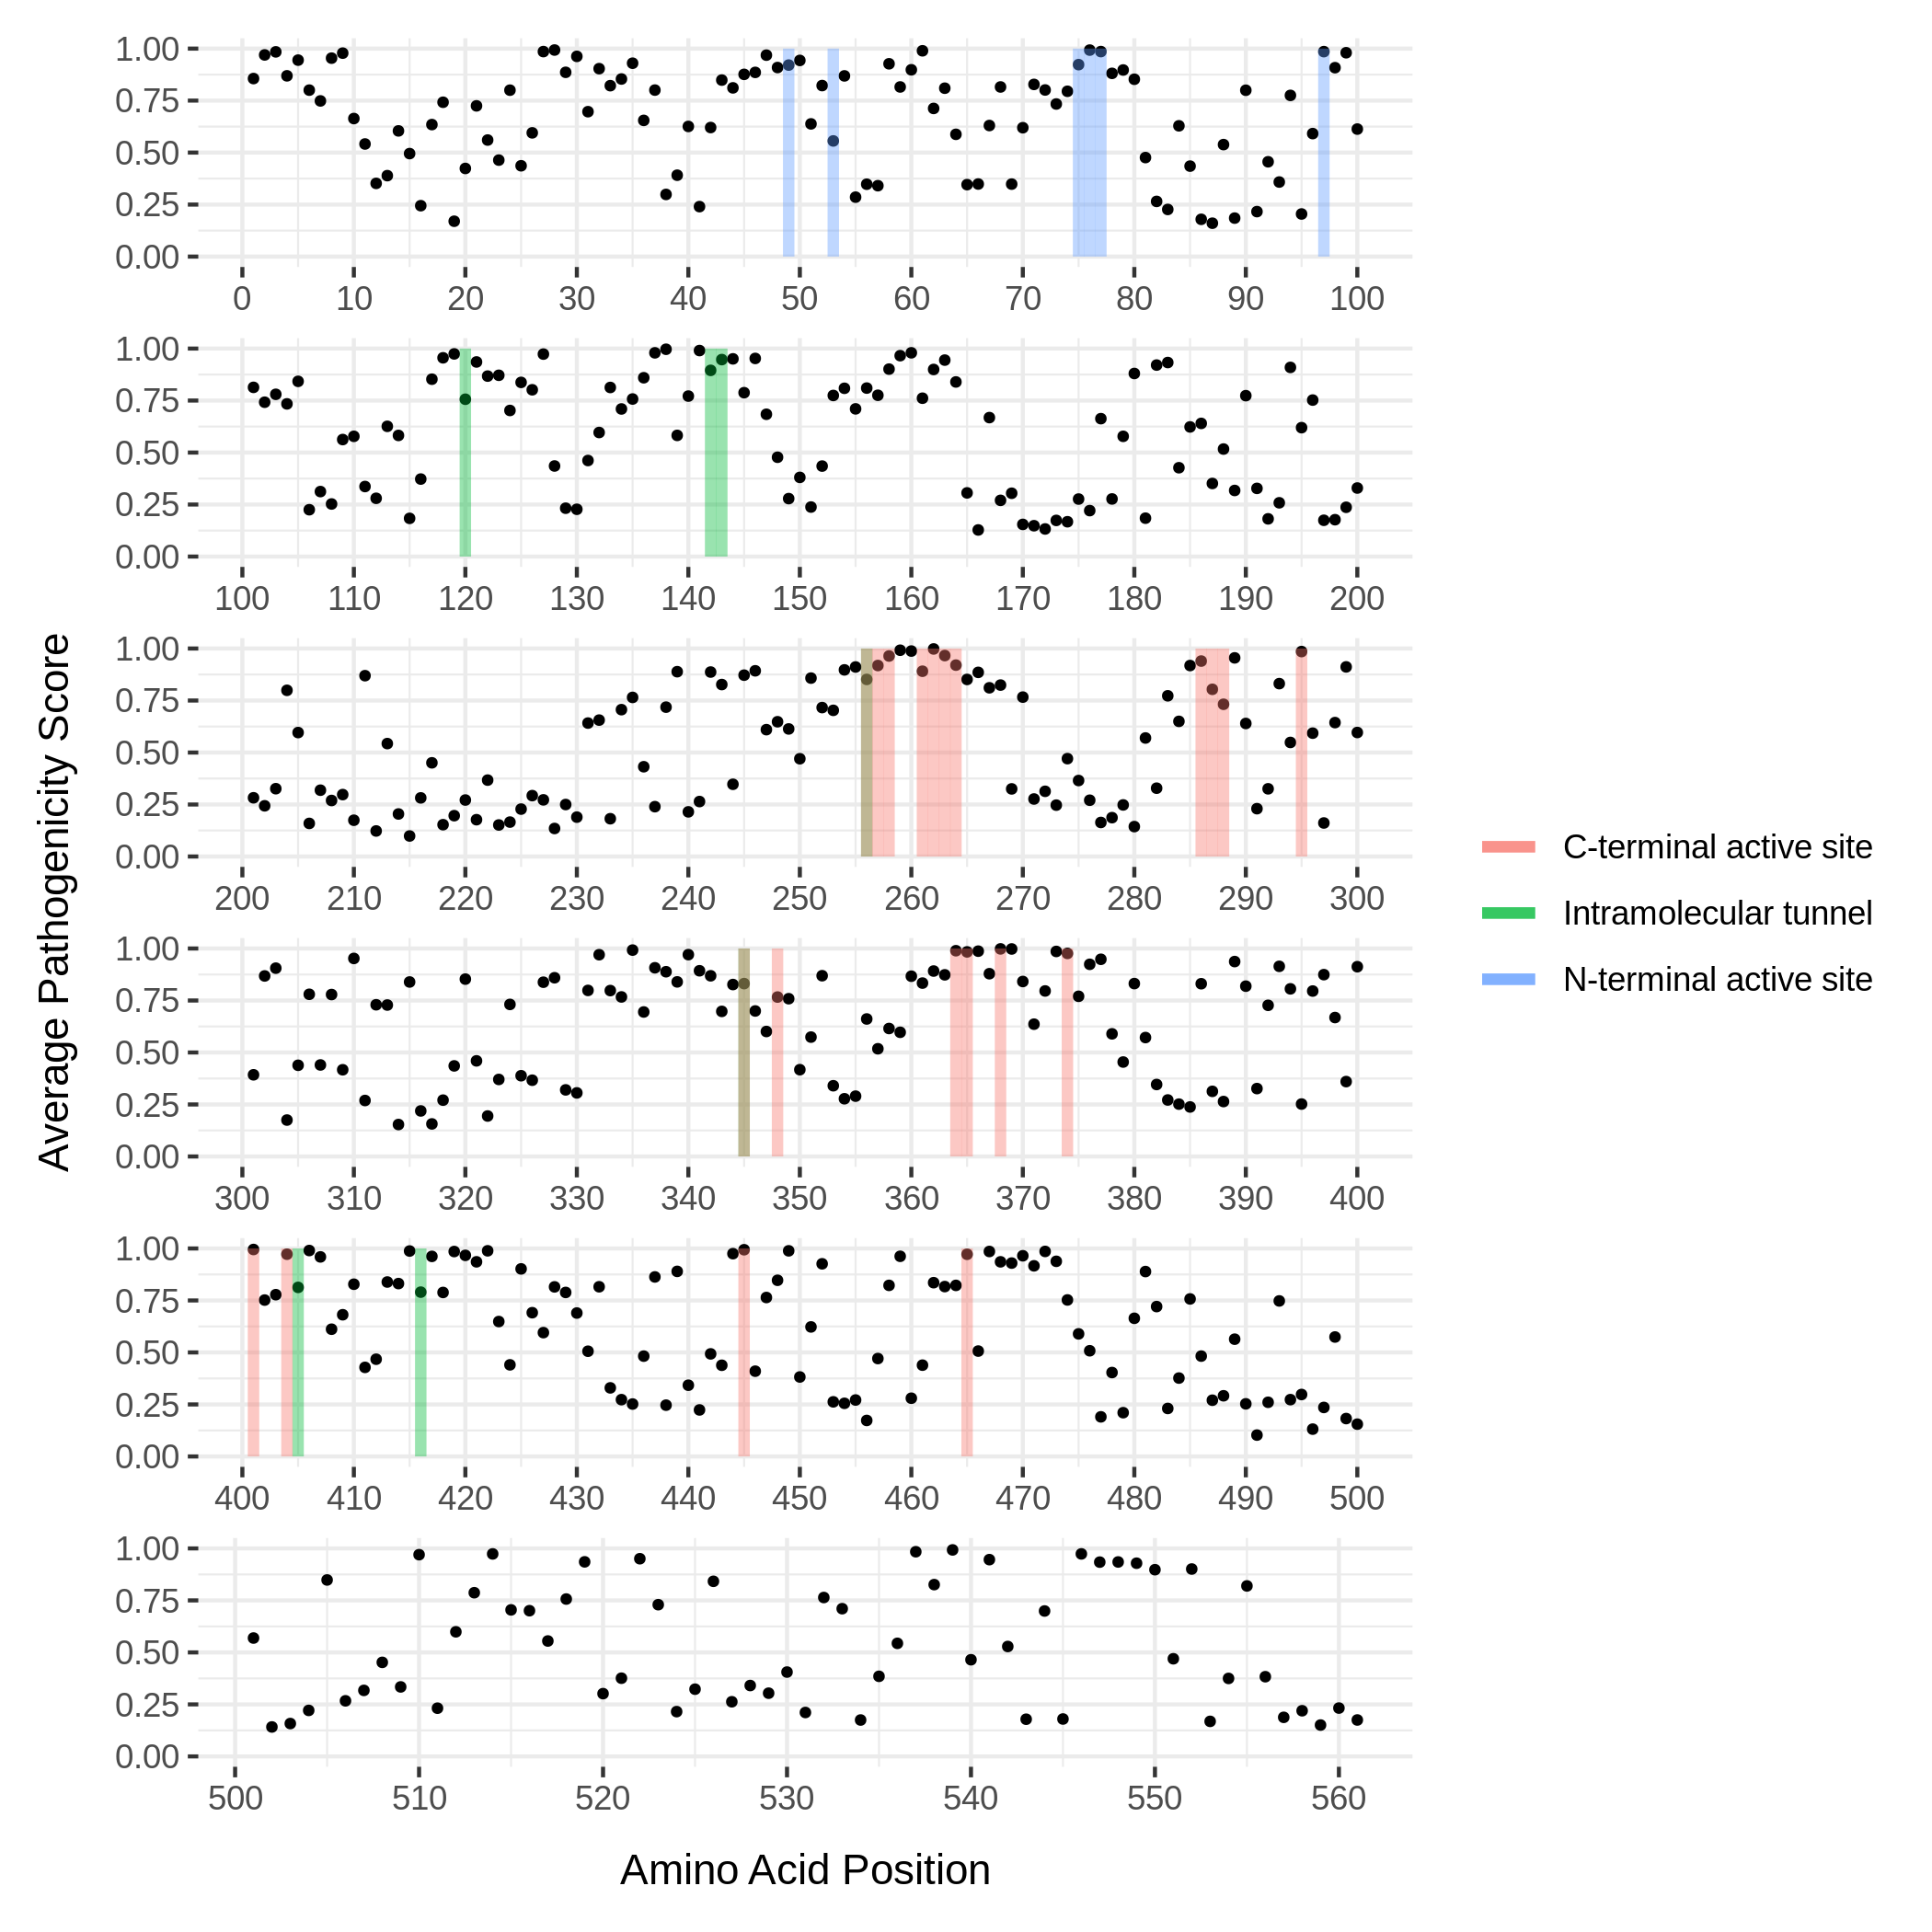 1.00
0.75
0.50
0.25
0.00
0 10 20 30 40 50 60 70 80 90 100
1.00
0.75
0.50
0.25
0.00
100 110 120 130 140 150 160 170 180 190 200
1.00
0.75
0.50
0.25
0.00
200 210 220 230 240 250 260 270 280 290 300
1.00
0.75
0.50
0.25
0.00
300 310 320 330 340 350 360 370 380 390 400
1.00
0.75
0.50
0.25
0.00
400 410 420 430 440 450 460 470 480 490 500
1.00
0.75
0.50
0.25
0.00
500 510 520 530 540 550 560
Average Pathogenicity Score
Amino Acid Position
C-terminal active site
Intramolecular tunnel
N-terminal active site